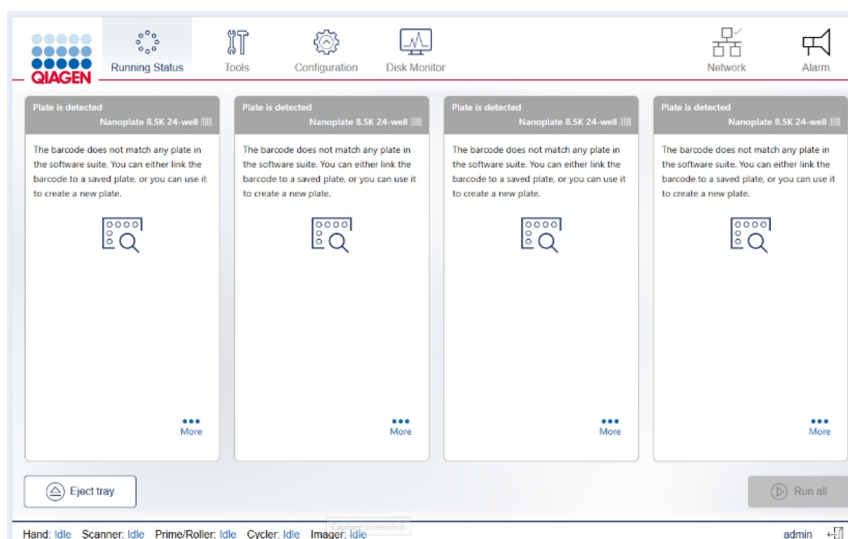 QIAGEN
Running Status
Tools
Configuration
Disk Monitor
Network
Alarm
Plate is detected
Nanoplate 8.5K 24-well
The barcode does not match any plate in
the software suite. You can either link the
barcode to a saved plate, or you can use it
to create a new plate.
More
Plate is detected
Nanoplate 8.5K 24-well
The barcode does not match any plate in
the software suite. You can either link the
barcode to a saved plate, or you can use it
to create a new plate.
More
Plate is detected
Nanoplate 8.5K 24-well
The barcode does not match any plate in
the software suite. You can either link the
barcode to a saved plate, or you can use it
to create a new plate.
More
Plate is detected
Nanoplate 8.5K 24-well
The barcode does not match any plate in
the software suite. You can either link the
barcode to a saved plate, or you can use it
to create a new plate.
More
Eject tray
Run all
Capture screenshot.
Hand: Idle Scanner: Idle Prime/Roller: Idle Cycler: Idle Imager: Idle
admin